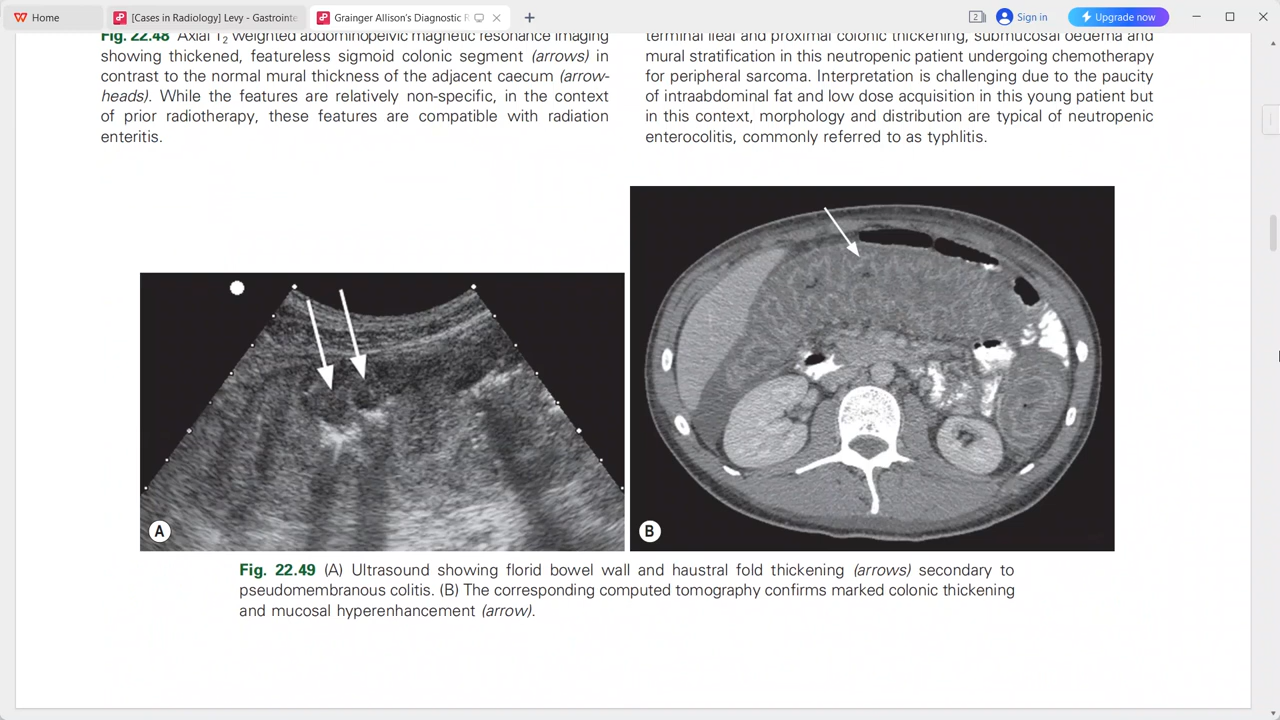 Home
[Cases in Radiology] Levy - Gastrointe
Grainger Allison's Diagnostic R
2
Sign in
Upgrade now
Fig. 22.48 Axial T2 weighted abdominopelvic magnetic resonance imaging
showing thickened, featureless sigmoid colonic segment (arrows) in
contrast to the normal mural thickness of the adjacent caecum (arrow-
heads). While the features are relatively non-specific, in the context
of prior radiotherapy, these features are compatible with radiation
enteritis.
terminal ileal and proximal colonic thickening, submucosal oedema and
mural stratification in this neutropenic patient undergoing chemotherapy
for peripheral sarcoma. Interpretation is challenging due to the paucity
of intraabdominal fat and low dose acquisition in this young patient but
in this context, morphology and distribution are typical of neutropenic
enterocolitis, commonly referred to as typhlitis.
A
B
Fig. 22.49 (A) Ultrasound showing florid bowel wall and haustral fold thickening (arrows) secondary to
pseudomembranous colitis. (B) The corresponding computed tomography confirms marked colonic thickening
and mucosal hyperenhancement (arrow).